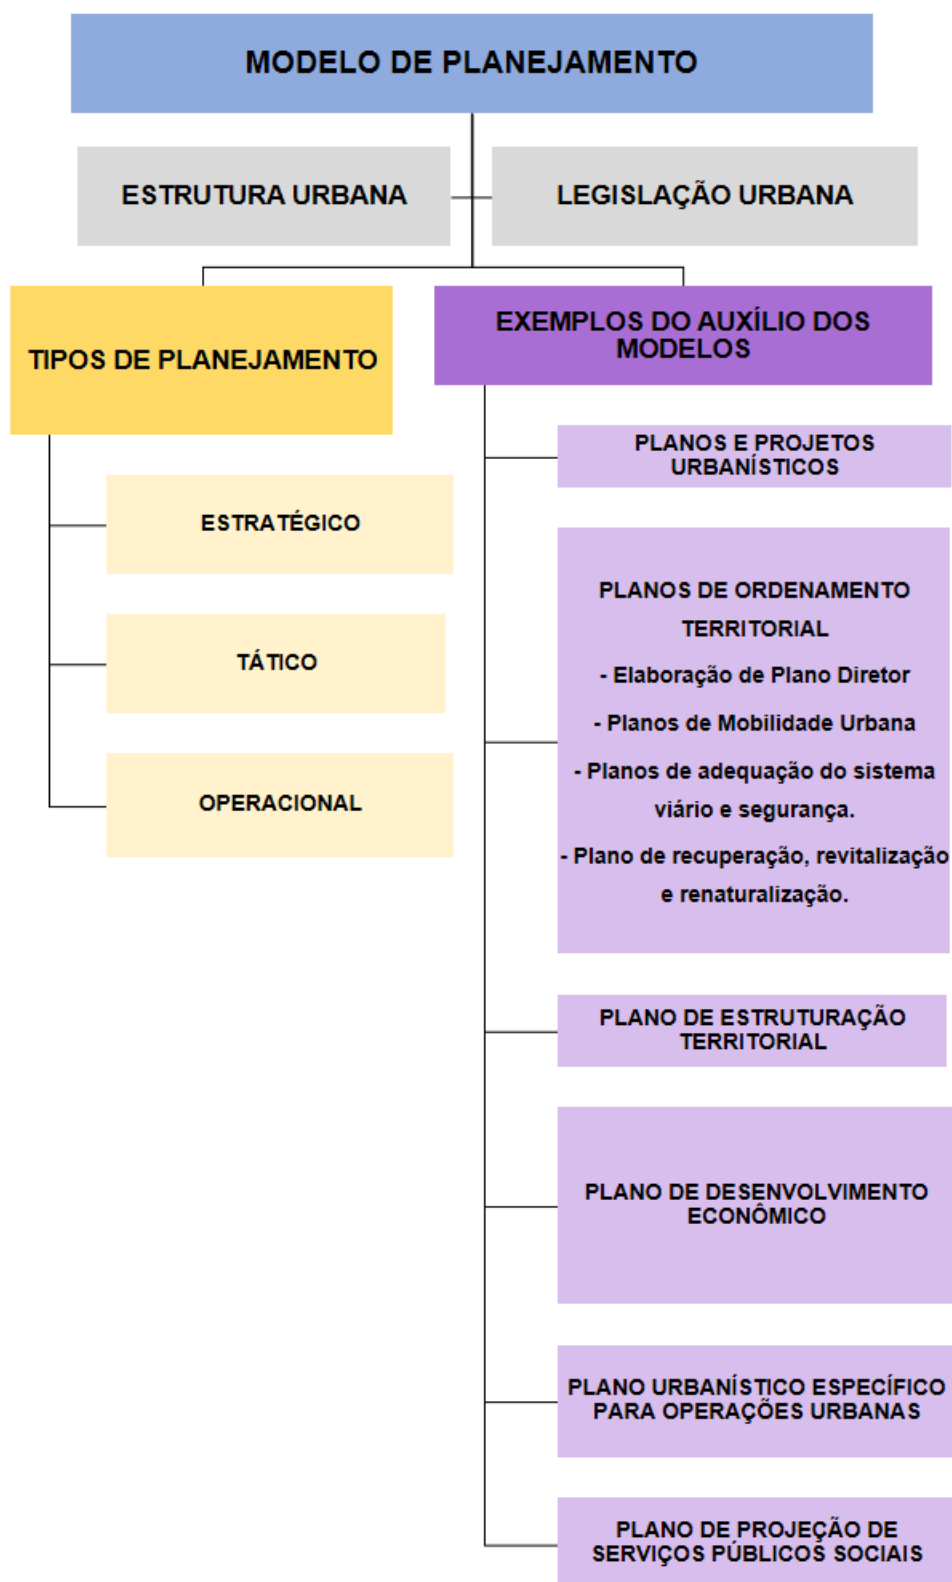 MODELO DE PLANEJAMENTO
ESTRUTURA URBANA
LEGISLAÇÃO URBANA
TIPOS DE PLANEJAMENTO
ESTRATÉGICO
TÁTICO
OPERACIONAL
EXEMPLOS DO AUXÍLIO DOS
MODELOS
PLANOS E PROJETOS
URBANÍSTICOS
PLANOS DE ORDENAMENTO
TERRITORIAL
- Elaboração de Plano Diretor
- Planos de Mobilidade Urbana
- Planos de adequação do sistema
viário e segurança.
- Plano de recuperação, revitalização
e renaturalização.
PLANO DE ESTRUTURAÇÃO
TERRITORIAL
PLANO DE DESENVOLVIMENTO
ECONÔMICO
PLANO URBANÍSTICO ESPECÍFICO
PARA OPERAÇÕES URBANAS
PLANO DE PROJEÇÃO DE
SERVIÇOS PÚBLICOS SOCIAIS